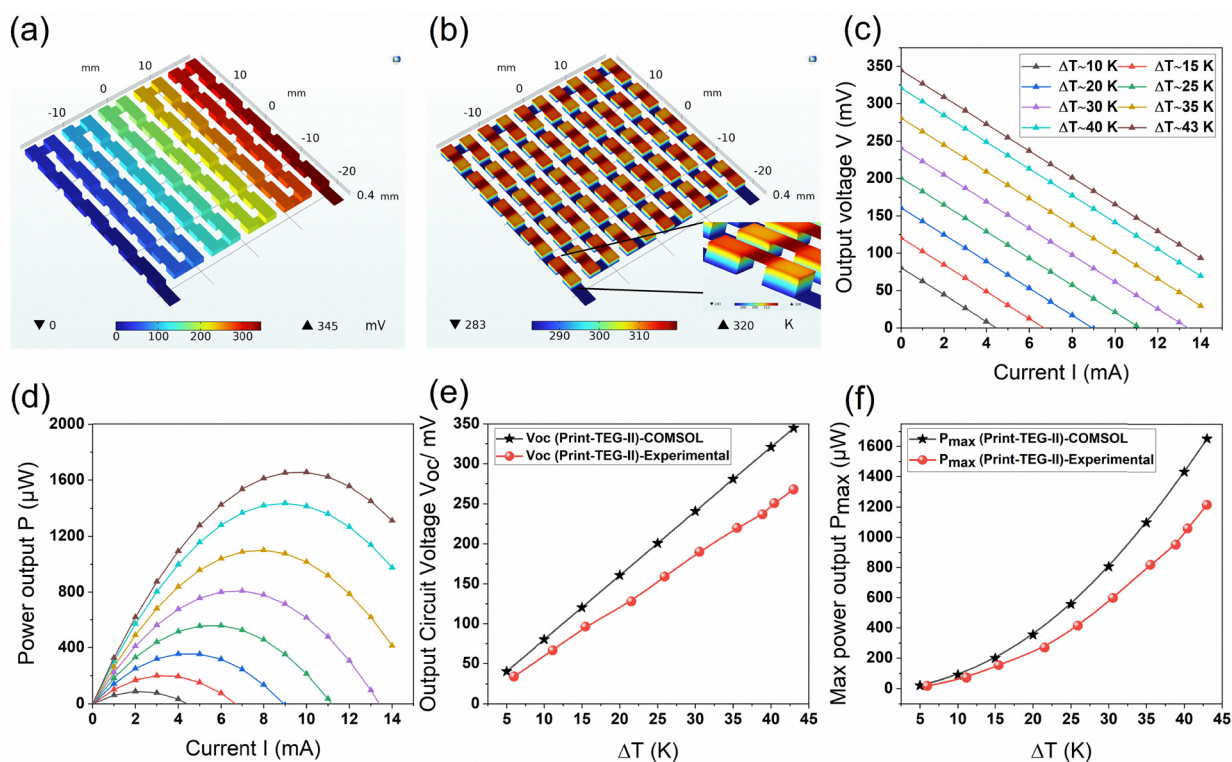 (a)
mm
10
0
-10
10
mm
0
-10
-20
0.4
mm
▼ 0
0 100 200 300
▲ 345 mV
(b)
mm
10
0
-10
10
mm
0
-10
-20
0.4
mm
▼ 283
290 300 310
▲ 320 K
(c)
Output voltage V (mV)
350
300
250
200
150
100
50
0
ΔT~10 K ΔT~15 K
ΔT~20 K ΔT~25 K
ΔT~30 K ΔT~35 K
ΔT~40 K ΔT~43 K
0 2 4 6 8 10 12 14
Current I (mA)
(d)
Power output P (μW)
2000
1600
1200
800
400
0
0 2 4 6 8 10 12 14
Current I (mA)
(e)
Output Circuit Voltage Voc/ mV
350
300
250
200
150
100
50
0
Voc (Print-TEG-II)-COMSOL
Voc (Print-TEG-II)-Experimental
5 10 15 20 25 30 35 40 45
ΔT (K)
(f)
Max power output Pmax (μW)
1600
1400
1200
1000
800
600
400
200
0
Pmax (Print-TEG-II)-COMSOL
Pmax (Print-TEG-II)-Experimental
5 10 15 20 25 30 35 40 45
ΔT (K)